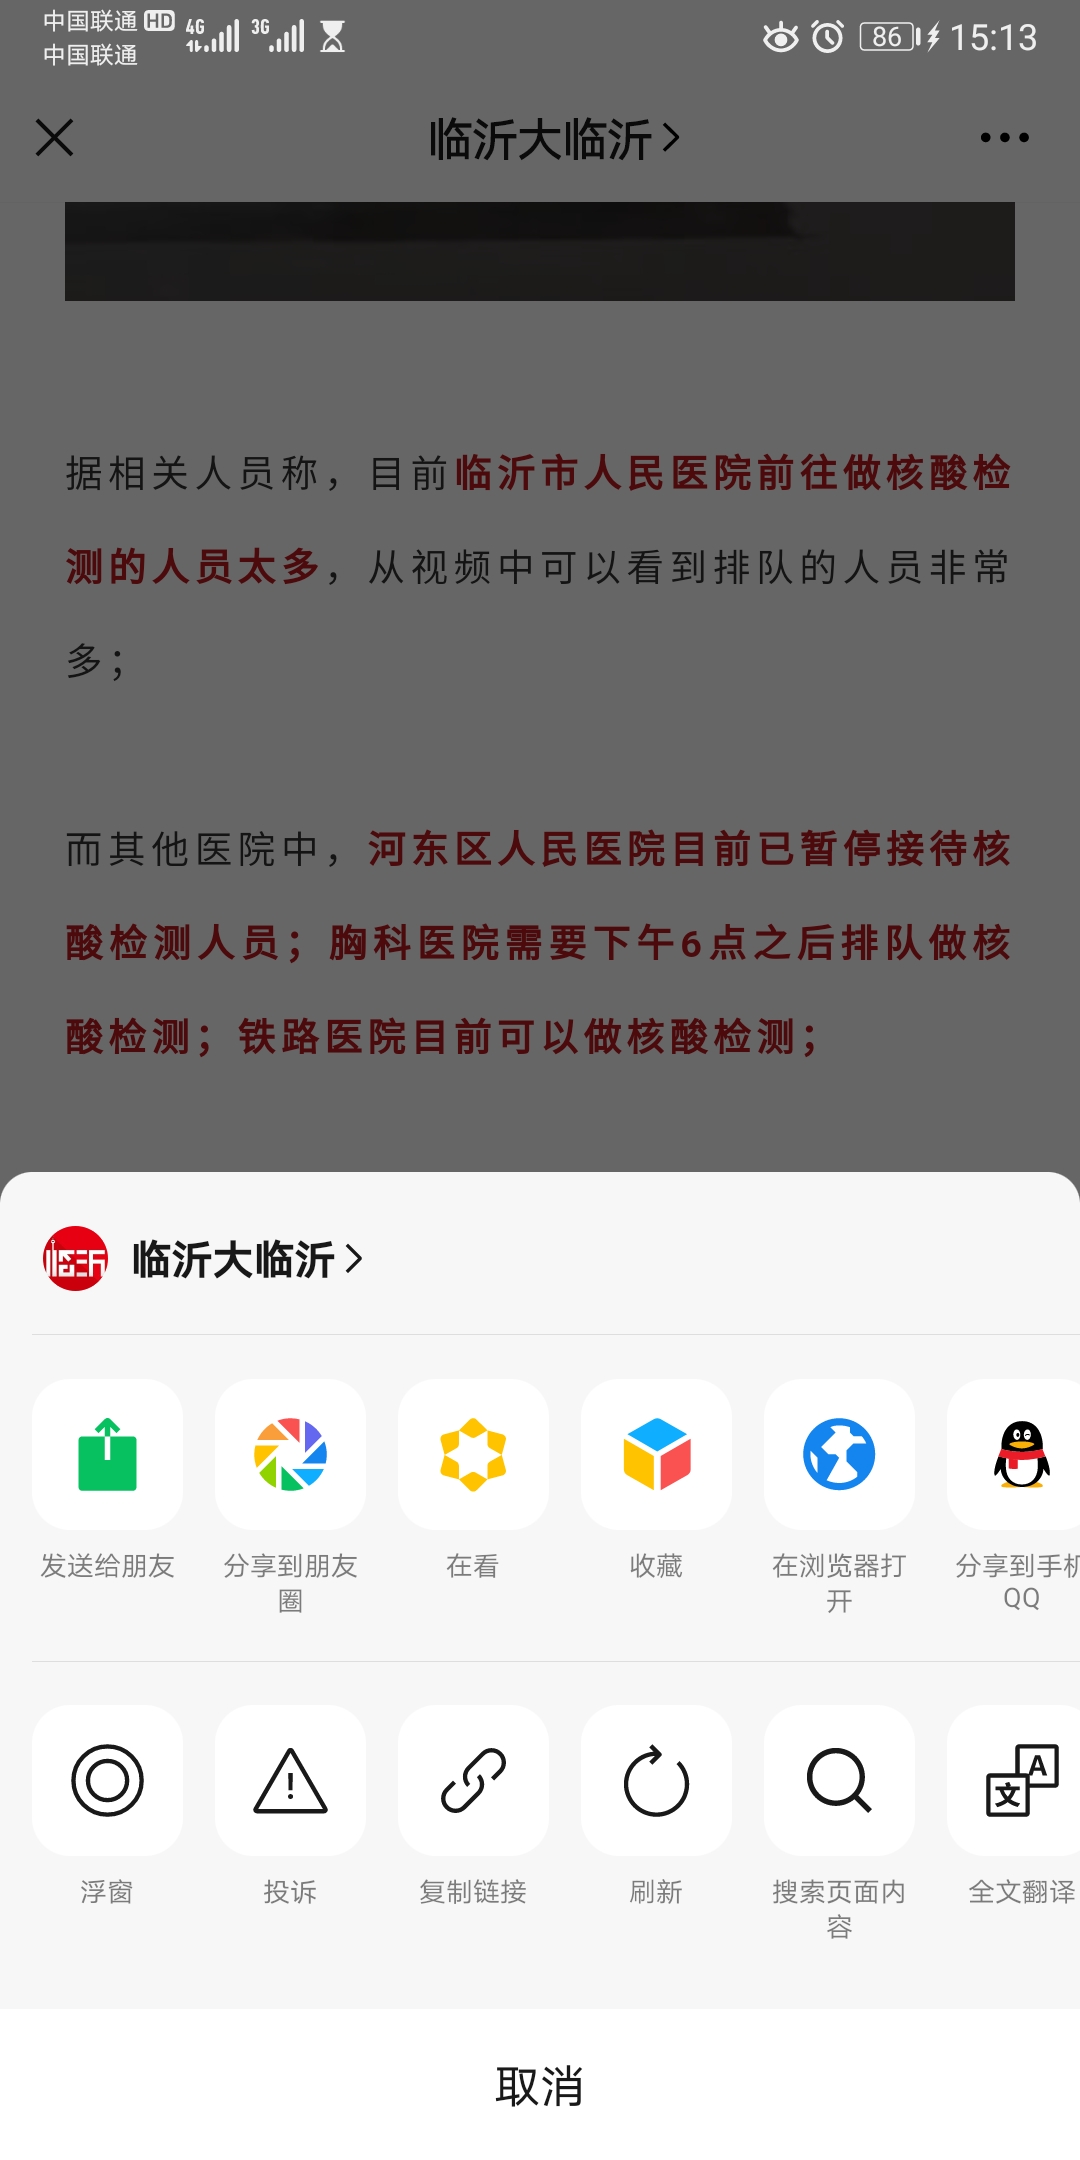 中国联通 HD 4G 3G 86 15:13
中国联通
临沂大临沂
据相关人员称，目前临沂市人民医院前往做核酸检
测的人员太多，从视频中可以看到排队的人员非常
多；
而其他医院中，河东区人民医院目前已暂停接待核
酸检测人员；胸科医院需要下午6点之后排队做核
酸检测；铁路医院目前可以做核酸检测；
临沂 临沂大临沂
发送给朋友 分享到朋友 在看 收藏 在浏览器打 分享到手机
圈 开 QQ
A
文
浮窗 投诉 复制链接 刷新 搜索页面内 全文翻译
容
取消